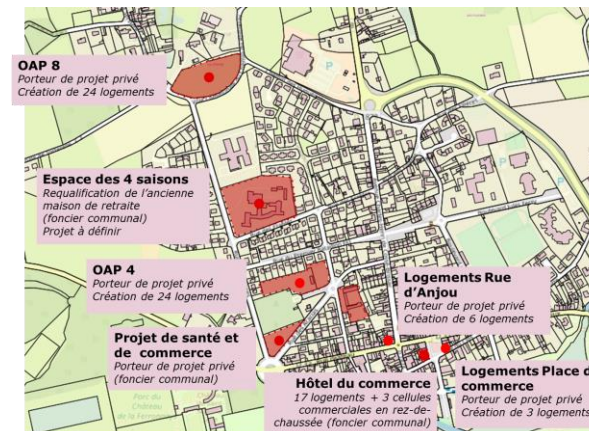 OAP 8
Porteur de projet privé
Création de 24 logements
Espace des 4 saisons
Requalification de l'ancienne
maison de retraite
(foncier communal)
Projet à définir
OAP 4
Porteur de projet privé
Création de 24 logements
Projet de santé et
de commerce
Porteur de projet privé
(foncier communal)
Logements Rue
d'Anjou
Porteur de projet privé
Création de 6 logements
Hôtel du commerce
17 logements + 3 cellules
commerciales en rez-de-
chaussée (foncier communal)
Logements Place d
commerce
Porteur de projet privé
Création de 3 logements
Parc du
Château